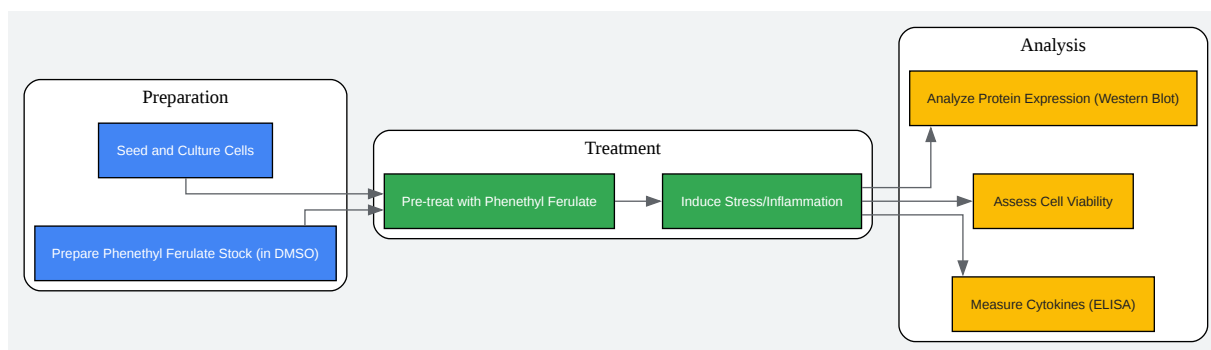 Preparation
Seed and Culture Cells
Prepare Phenethyl Ferulate Stock (in DMSO)
Treatment
Pre-treat with Phenethyl Ferulate
Induce Stress/Inflammation
Analysis
Analyze Protein Expression (Western Blot)
Assess Cell Viability
Measure Cytokines (ELISA)